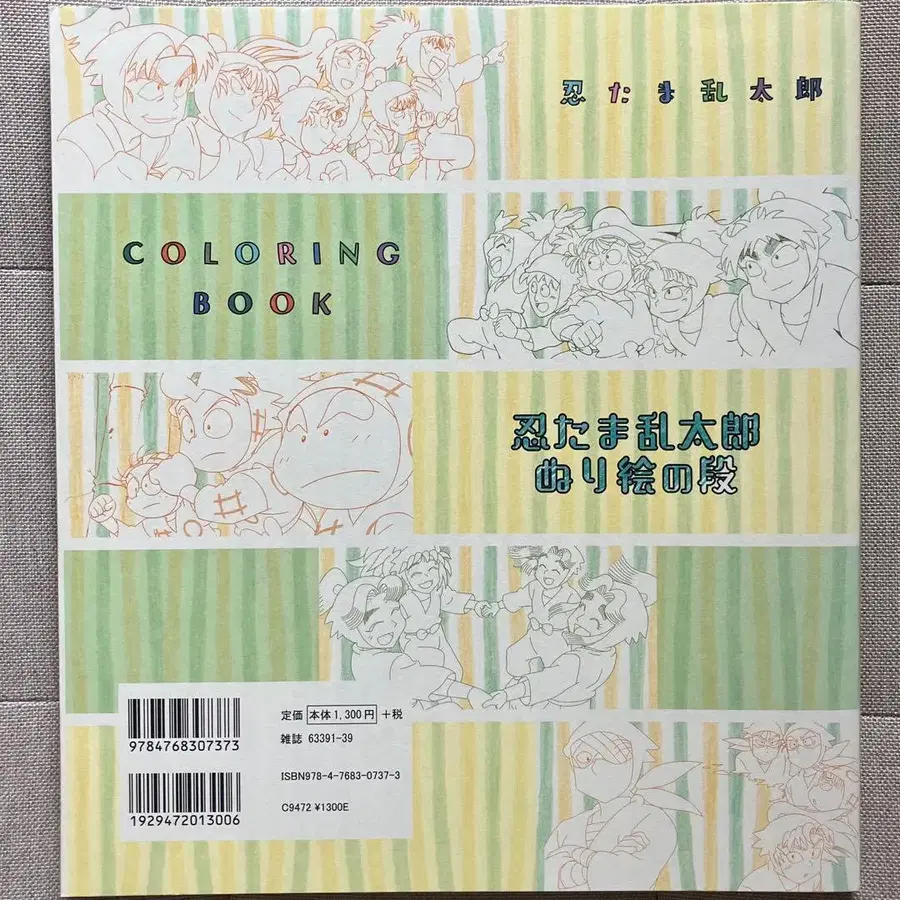 忍たま乱太郎
COLORING
BOOK
忍たま乱太郎
ぬり絵の段
9784768307373
1929472013006
定価 本体1,300円 +税
雑誌 63391-39
ISBN978-4-7683-0737-3
C9472 ¥1300E